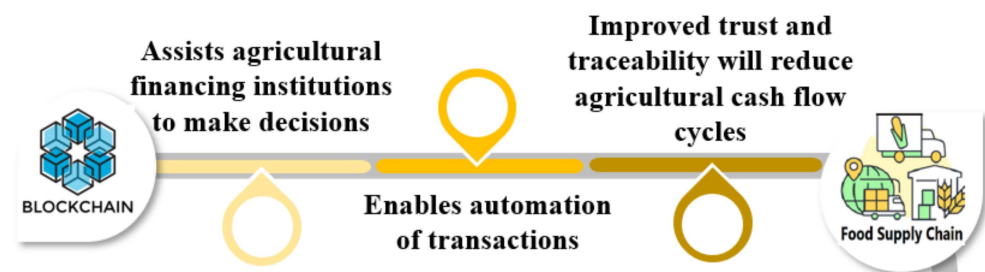 Assists agricultural
financing institutions
to make decisions
Improved trust and
traceability will reduce
agricultural cash flow
cycles
BLOCKCHAIN
Enables automation
of transactions
Food Supply Chain